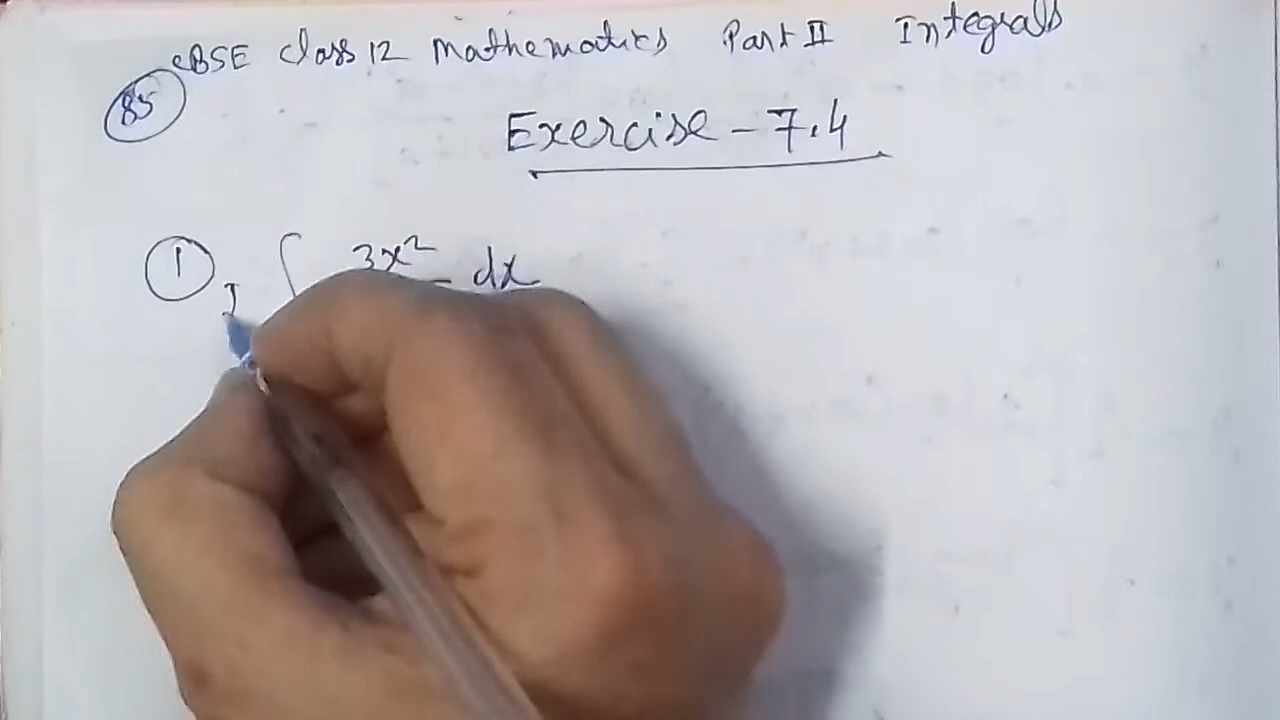 CBSE Class 12 Mathematics Part II Integrals
85
Exercise - 7.4
1 I ∫ 3x² dx